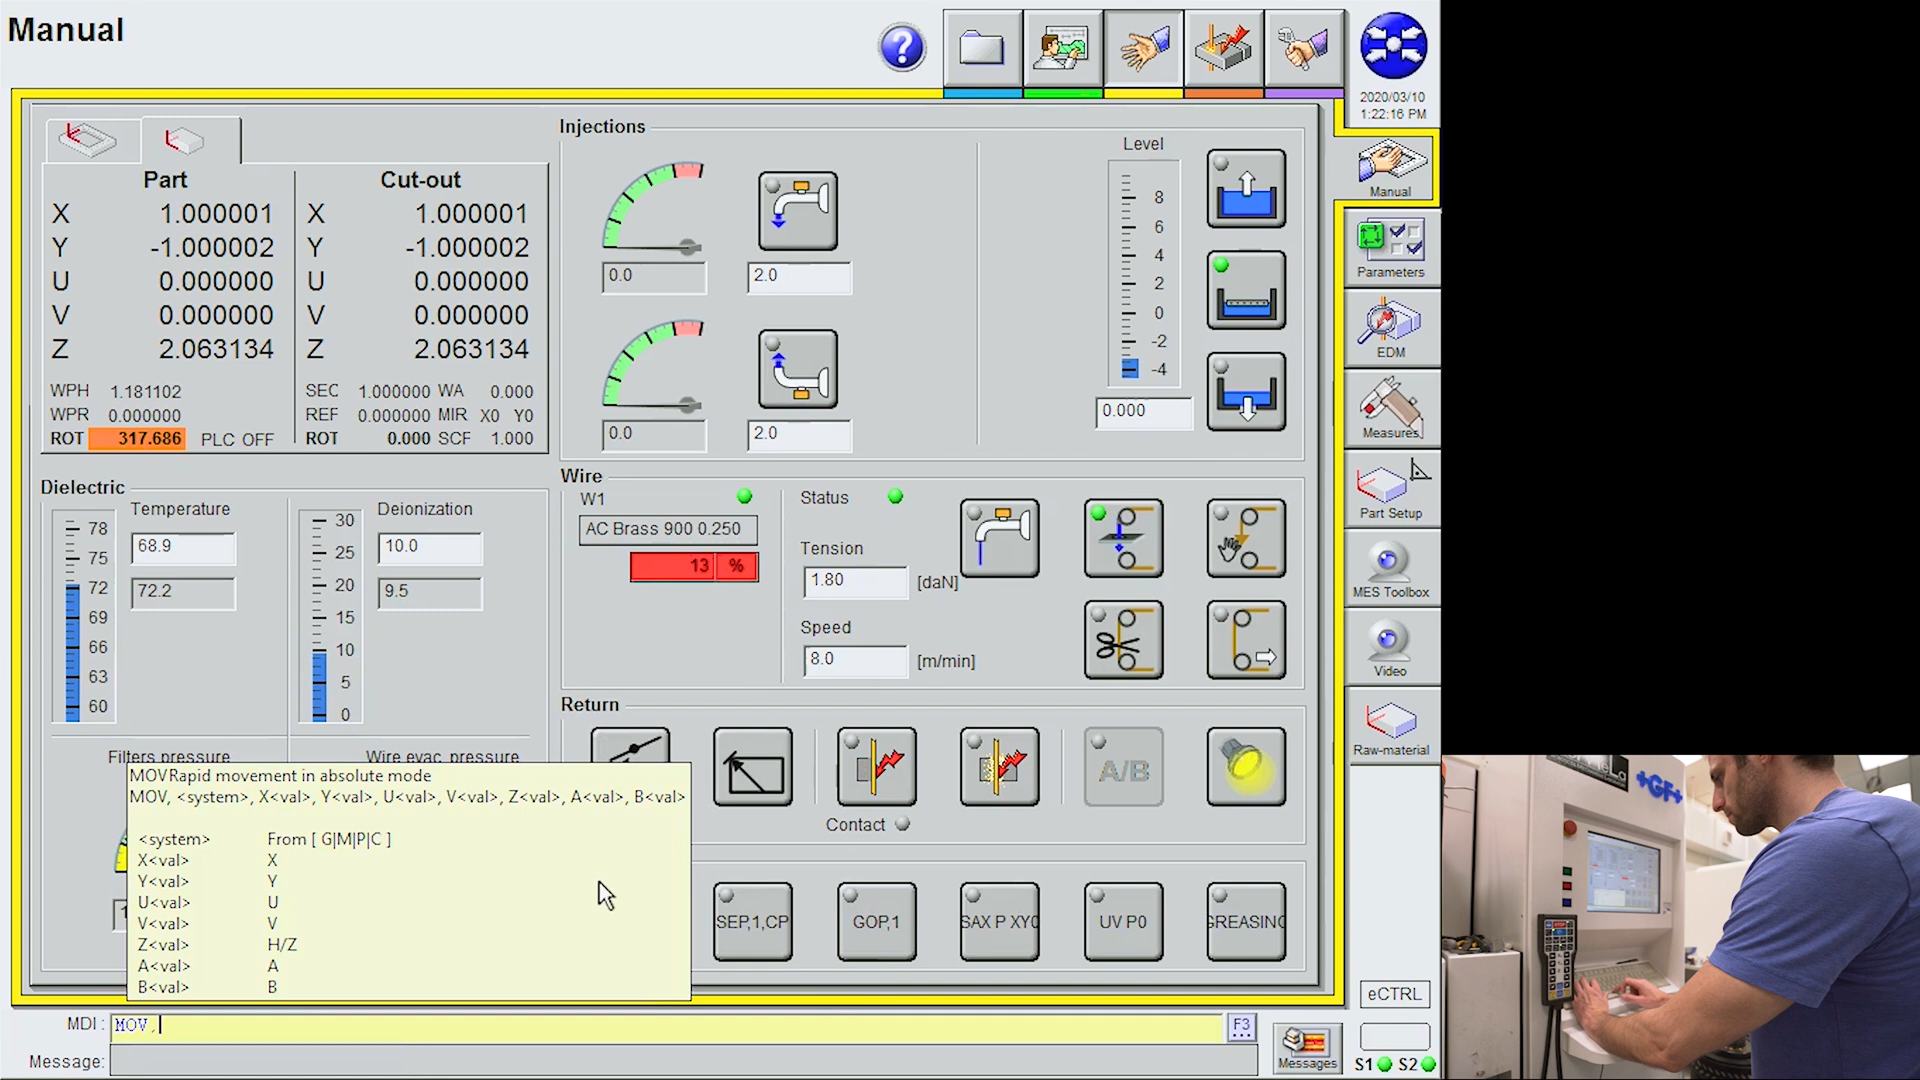 Manual
2020/03/10
1:22:16 PM
Part
X 1.000001
Y -1.000002
U 0.000000
V 0.000000
Z 2.063134
WPH 1.181102
WPR 0.000000
ROT 317.686 PLC OFF
Cut-out
X 1.000001
Y -1.000002
U 0.000000
V 0.000000
Z 2.063134
SEC 1.000000 WA 0.000
REF 0.000000 MIR X0 Y0
ROT 0.000 SCF 1.000
Injections
0.0
2.0
0.0
2.0
Level
8
6
4
2
0
-2
-4
0.000
Dielectric
Temperature
78
75
72
69
66
63
60
68.9
72.2
Deionization
30
25
20
15
10
5
0
10.0
9.5
Filters pressure
Wire evac. pressure
Wire
W1
AC Brass 900 0.250
13 %
Status
Tension
1.80 [daN]
Speed
8.0 [m/min]
Return
A/B
Contact
SEP,1,CP
GOP,1
SAX P XY0
UV P0
GREASING
MOVRapid movement in absolute mode
MOV, <system>, X<val>, Y<val>, U<val>, V<val>, Z<val>, A<val>, B<val>
<system> From [ G|M|P|C ]
X<val> X
Y<val> Y
U<val> U
V<val> V
Z<val> H/Z
A<val> A
B<val> B
MDI : MOV,
F3
...
Message:
Messages
Manual
Parameters
EDM
Measures
Part Setup
MES Toolbox
Video
Raw-material
eCTRL
S1 S2
+GF+